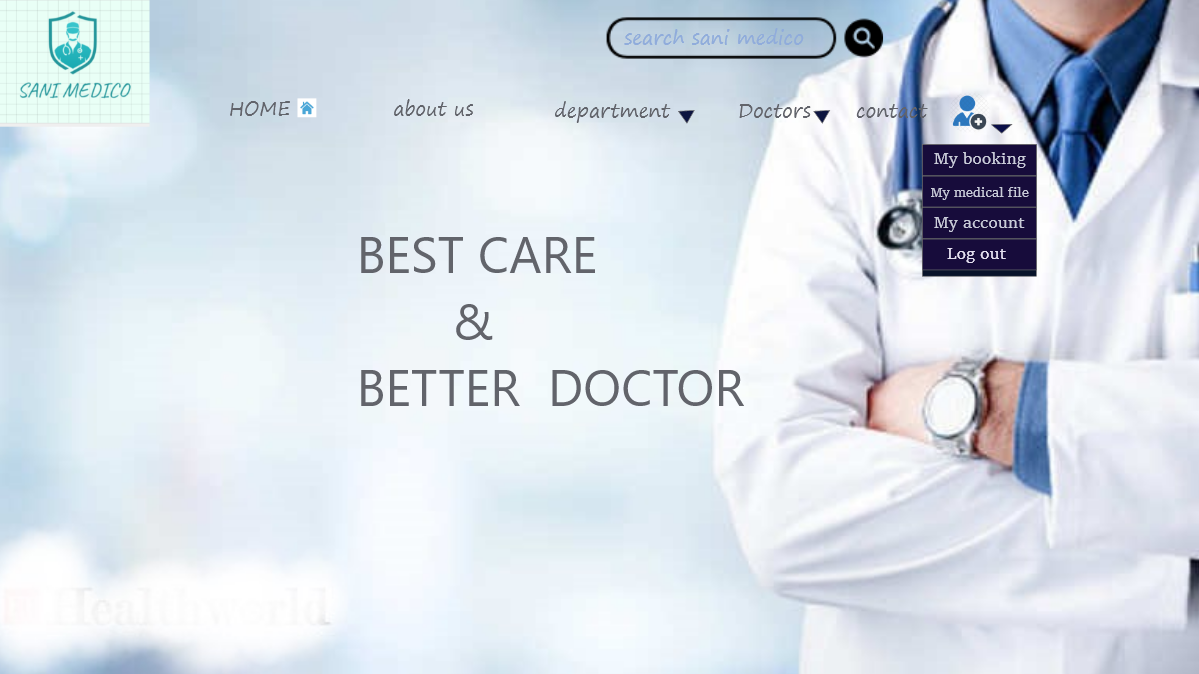 search sani medico
SANI MEDICO
HOME
about us
department
Doctors
contact
My booking
My medical file
My account
Log out
BEST CARE
&
BETTER DOCTOR
Healthworld